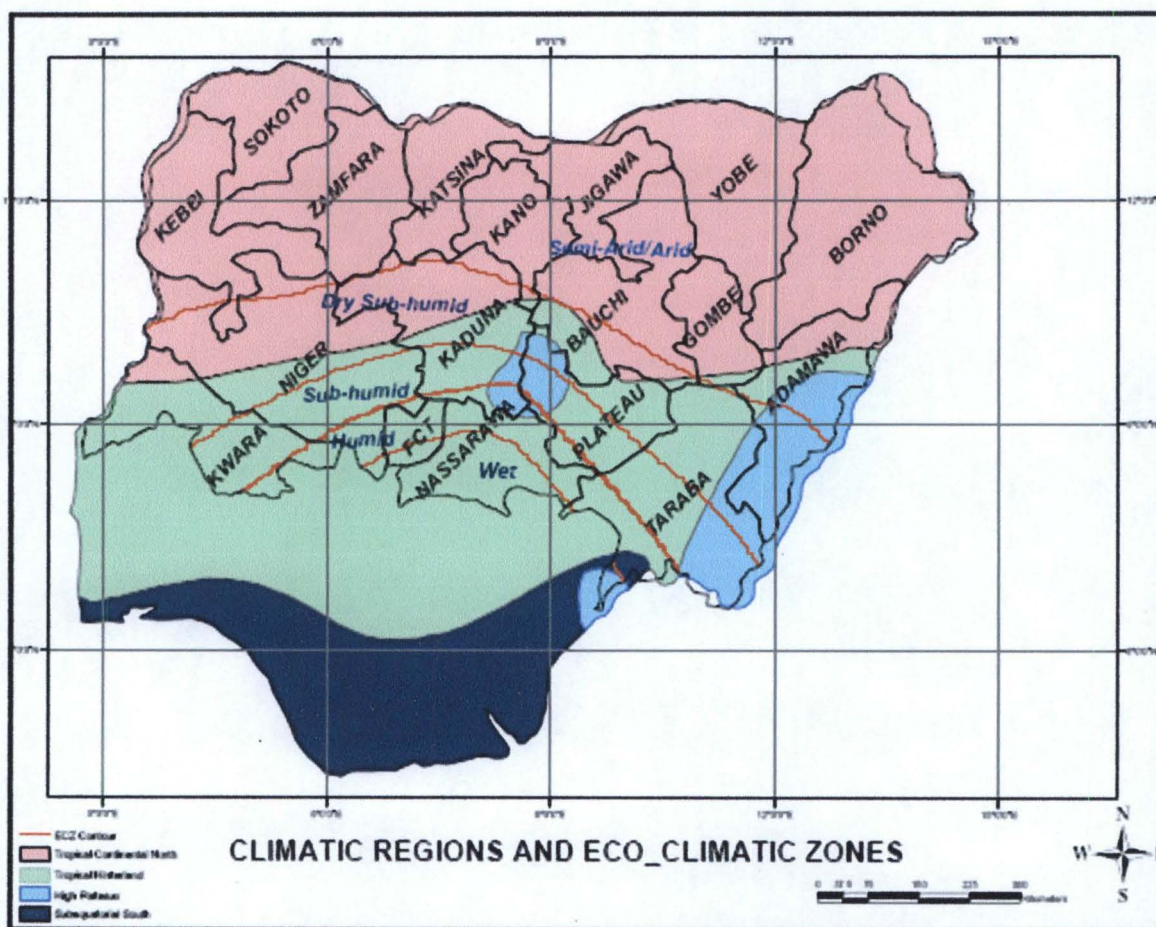 SOKOTO
KEBBI
ZAMFARA
KATSINA
KANO
JIGAWA
YOBE
BORNO
Semi-Arid/Arid
Dry Sub-humid
KADUNA
BAUCHI
GOMBE
NIGER
ADAMAWA
Sub-humid
PLATEAU
KWARA
Humid
FCT
NASSARAWA
Wet
TARABA
ECZ Contour
Tropical Continental North
Tropical Hinterland
High Plateaus
Subequatorial South
CLIMATIC REGIONS AND ECO_CLIMATIC ZONES
N
W
S
Kilometers